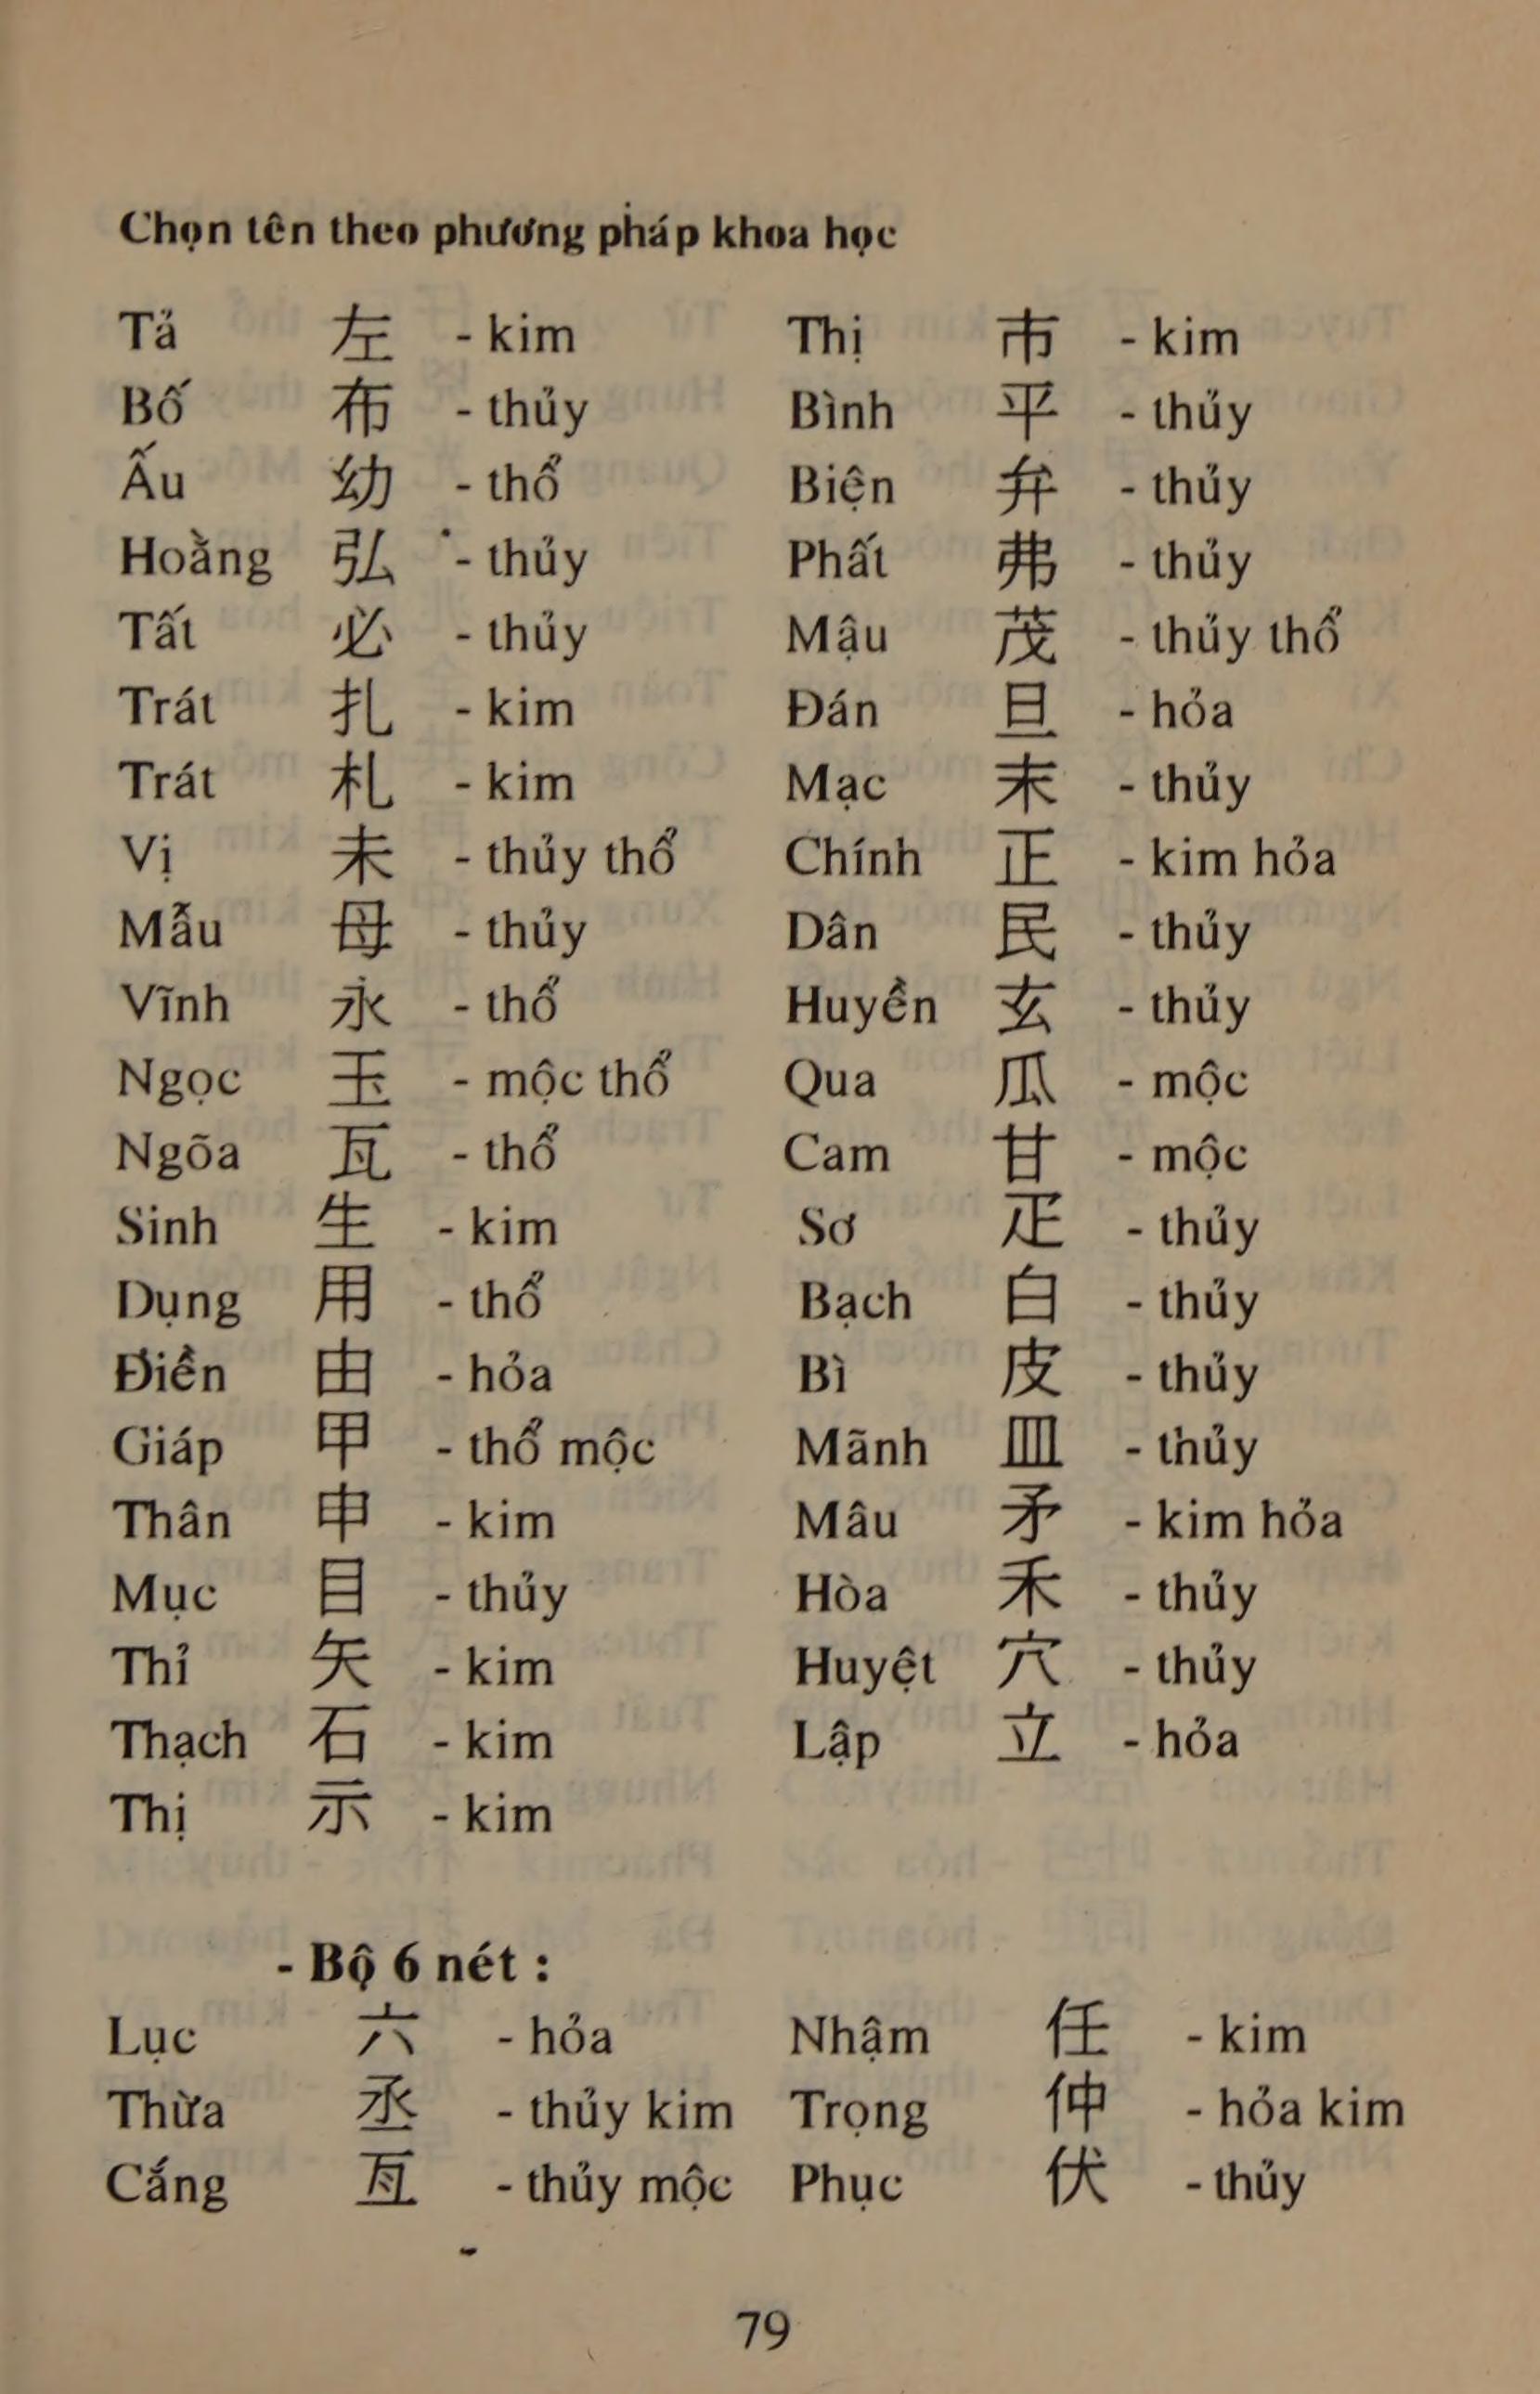 Chọn tên theo phương pháp khoa học
Tả 左 - kim Thị 市 - kim
Bố 布 - thủy Bình 平 - thủy
Ấu 幼 - thổ Biện 弁 - thủy
Hoằng 弘 - thủy Phất 弗 - thủy
Tất 必 - thủy Mậu 茂 - thủy thổ
Trát 扎 - kim Đán 旦 - hỏa
Trát 札 - kim Mạc 末 - thủy
Vị 未 - thủy thổ Chính 正 - kim hỏa
Mẫu 母 - thủy Dân 民 - thủy
Vĩnh 永 - thổ Huyền 玄 - thủy
Ngọc 玉 - mộc thổ Qua 瓜 - mộc
Ngõa 瓦 - thổ Cam 甘 - mộc
Sinh 生 - kim Sơ 疋 - thủy
Dụng 用 - thổ Bạch 白 - thủy
Điền 由 - hỏa Bì 皮 - thủy
Giáp 甲 - thổ mộc Mãnh 皿 - thủy
Thân 申 - kim Mâu 矛 - kim hỏa
Mục 目 - thủy Hòa 禾 - thủy
Thỉ 矢 - kim Huyệt 穴 - thủy
Thạch 石 - kim Lập 立 - hỏa
Thị 示 - kim
- Bộ 6 nét :
Lục 六 - hỏa Nhậm 任 - kim
Thừa 丞 - thủy kim Trọng 仲 - hỏa kim
Cắng 亙 - thủy mộc Phục 伏 - thủy
79